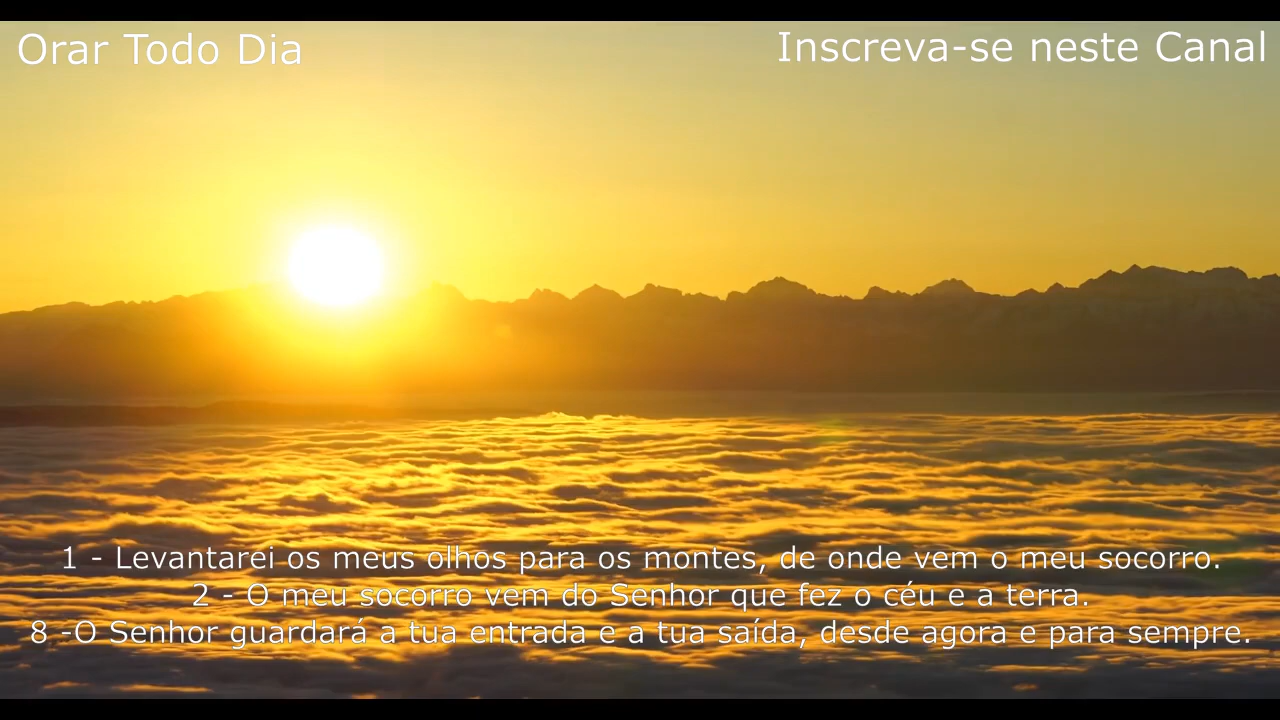 Orar Todo Dia
Inscreva-se neste Canal
1 - Levantarei os meus olhos para os montes, de onde vem o meu socorro.
2 - O meu socorro vem do Senhor que fez o céu e a terra.
8 -O Senhor guardará a tua entrada e a tua saída, desde agora e para sempre.